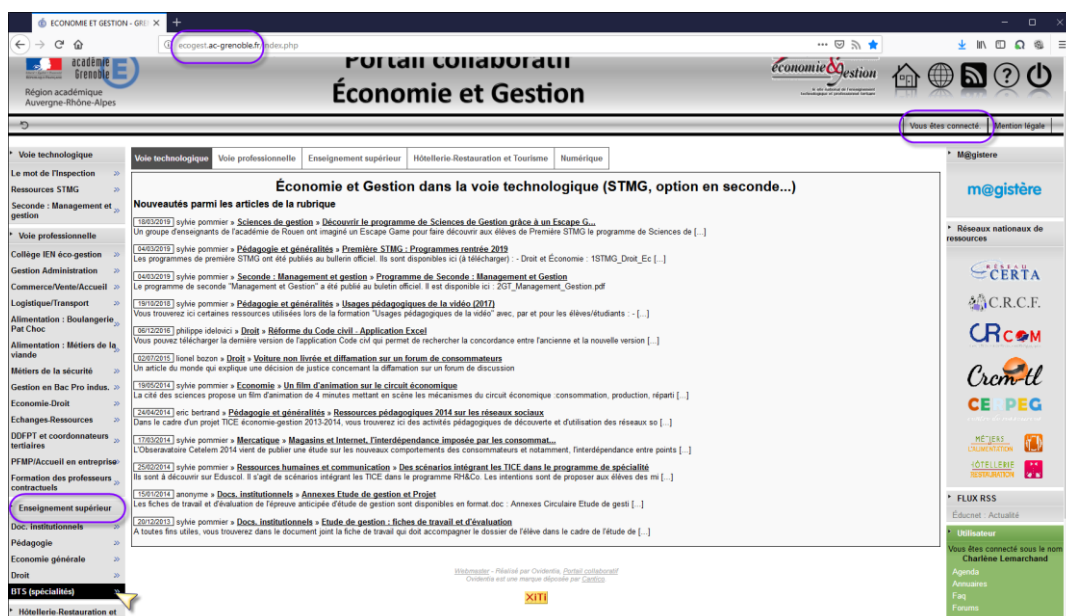 ECONOMIE ET GESTION - GRE
ecogest.ac-grenoble.fr/index.php
académie
Grenoble
Région académique
Auvergne-Rhône-Alpes
Portail collaboratif
Économie et Gestion
économie & gestion
Vous êtes connecté
Mention légale
Voie technologique
Le mot de l'Inspection
Ressources STMG
Seconde : Management et
gestion
Voie professionnelle
Collège IEN éco-gestion
Gestion Administration
Commerce/Vente/Accueil
Logistique/Transport
Alimentation : Boulangerie
Pat Choc
Alimentation : Métiers de la
viande
Métiers de la sécurité
Gestion en Bac Pro indus.
Economie-Droit
Echanges-Ressources
DDFPT et coordonnateurs
tertiaires
PFMP/Accueil en entreprise
Formation des professeurs
contractuels
Enseignement supérieur
Doc. institutionnels
Pédagogie
Economie générale
Droit
BTS (spécialités)
Hôtellerie-Restauration et
Voie technologique Voie professionnelle Enseignement supérieur Hôtellerie-Restauration et Tourisme Numérique
Économie et Gestion dans la voie technologique (STMG, option en seconde...)
Nouveautés parmi les articles de la rubrique
18/03/2019 sylvie pommier » Sciences de gestion » Découvrir le programme de Sciences de Gestion grâce à un Escape G...
Un groupe d'enseignants de l'académie de Rouen ont imaginé un Escape Game pour faire découvrir aux élèves de Première STMG le programme de Sciences de [...]
04/03/2019 sylvie pommier » Pédagogie et généralités » Première STMG : Programmes rentrée 2019
Les programmes de première STMG ont été publiés au bullerin officiel. Ils sont disponibles ici (à télécharger) : - Droit et Économie : 1STMG_Droit_Ec [...]
04/03/2019 sylvie pommier » Seconde : Management et gestion » Programme de Seconde : Management et Gestion
Le programme de seconde "Management et Gestion" a été publié au buletin officiel. Il est disponible ici : 2GT_Management_Gestion.pdf
19/10/2018 sylvie pommier » Pédagogie et généralités » Usages pédagogiques de la vidéo (2017)
Vous trouverez ici certaines ressources utilisées lors de la formation "Usages pédagogiques de la vidéo" avec, par et pour les élèves/étudiants : - [...]
06/12/2016 philippe idelovici » Droit » Réforme du Code civil - Application Excel
Vous pouvez télécharger la dernière version de l'application Code civil qui permet de rechercher la concordance entre l'ancienne et la nouvelle version [...]
02/07/2015 lionel bozon » Droit » Voiture non livrée et diffamation sur un forum de consommateurs
Un article du monde qui explique une décision de justice concernant la diffamation sur un forum de discussion
19/05/2014 sylvie pommier » Economie » Un film d'animation sur le circuit économique
La cité des sciences propose un film d'animation de 4 minutes mettant en scène les mécanismes du circuit économique :consommation, production, réparti [...]
24/04/2014 eric bertrand » Pédagogie et généralités » Ressources pédagogiques 2014 sur les réseaux sociaux
Dans le cadre d'un projet TICE économie-gestion 2013-2014, vous trouverez ici des activités pédagogiques de découverte et d'utilisation des réseaux so [...]
17/03/2014 sylvie pommier » Mercatique » Magasins et Internet, l'interdépendance imposée par les consommat...
L'Observatoire Cetelem 2014 vient de publier une étude sur les nouveaux comportements des consommateurs et notamment, l'interdépendance entre points [...]
25/02/2014 sylvie pommier » Ressources humaines et communication » Des scénarios intégrant les TICE dans le programme de spécialité
Ils sont à découvrir sur Eduscol. Il s'agit de scénarios intégrant les TICE dans le programme RH&Co. Les intentions sont de proposer aux élèves des mi [...]
15/01/2014 anonyme » Docs. institutionnels » Annexes Etude de gestion et Projet
Les fiches de travail et d'évaluation de l'épreuve anticipée d'étude de gestion sont disponibles en format.doc : Annexes Circulaire Etude de gesti [...]
20/12/2013 sylvie pommier » Docs. institutionnels » Etude de gestion : fiches de travail et d'évaluation
A toutes fins utiles, vous trouverez dans le document joint la fiche de travail qui doit accompagner le dossier de l'élève dans le cadre de l'étude de [...]
Webmaster - Réalisé par Ovidentia, Portail collaboratif
Ovidentia est une marque déposée par Cantico
XiTi
M@gistere
m@gistère
Réseaux nationaux de
ressources
RÉSEAU
CERTA
C.R.C.F.
CRCOM
Crcm-tl
CEPEG
MÉTIERS
L'ALIMENTATION
HÔTELLERIE
RESTAURATION
FLUX RSS
Éducnet : Actualité
Utilisateur
Vous êtes connecté sous le nom
Charlène Lemarchand
Agenda
Annuaires
Faq
Forums